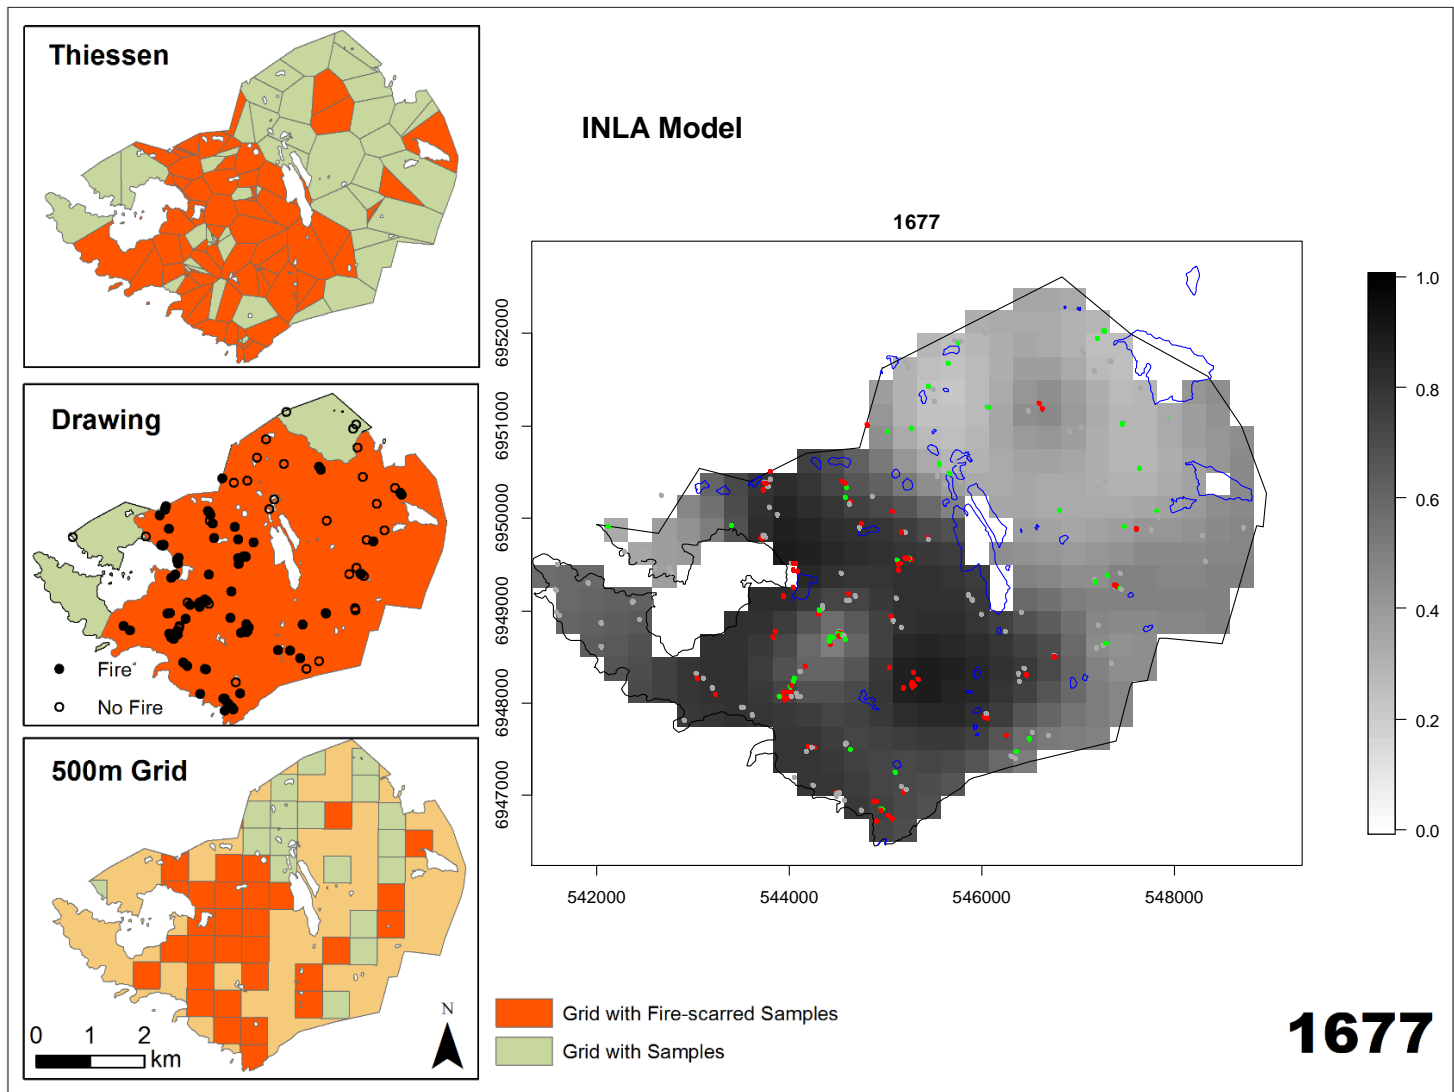 Thiessen
Drawing
Fire
No Fire
500m Grid
0 1 2
km
N
INLA Model
1677
6952000
6951000
6950000
6949000
6948000
6947000
542000 544000 546000 548000
1.0
0.8
0.6
0.4
0.2
0.0
Grid with Fire-scarred Samples
Grid with Samples
1677